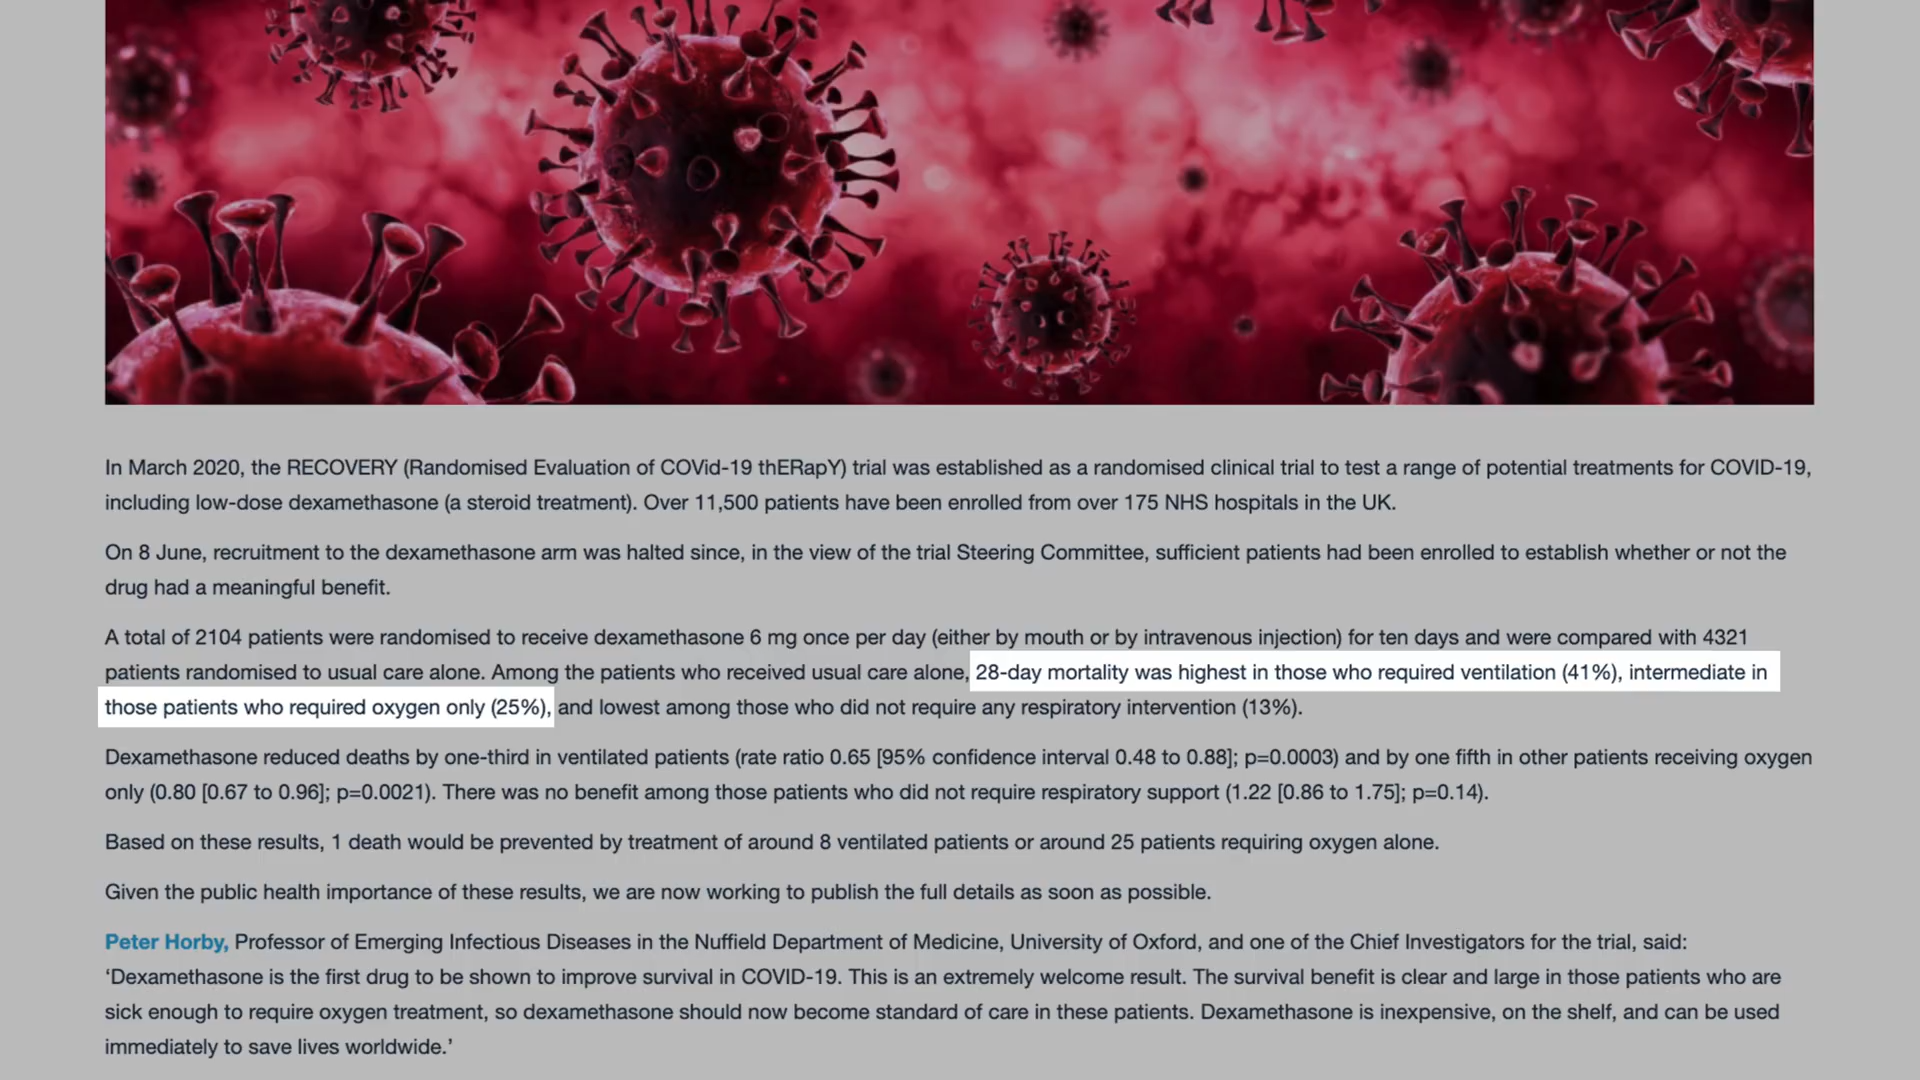 In March 2020, the RECOVERY (Randomised Evaluation of COVid-19 thERapY) trial was established as a randomised clinical trial to test a range of potential treatments for COVID-19,
including low-dose dexamethasone (a steroid treatment). Over 11,500 patients have been enrolled from over 175 NHS hospitals in the UK.
On 8 June, recruitment to the dexamethasone arm was halted since, in the view of the trial Steering Committee, sufficient patients had been enrolled to establish whether or not the
drug had a meaningful benefit.
A total of 2104 patients were randomised to receive dexamethasone 6 mg once per day (either by mouth or by intravenous injection) for ten days and were compared with 4321
patients randomised to usual care alone. Among the patients who received usual care alone, 28-day mortality was highest in those who required ventilation (41%), intermediate in
those patients who required oxygen only (25%), and lowest among those who did not require any respiratory intervention (13%).
Dexamethasone reduced deaths by one-third in ventilated patients (rate ratio 0.65 [95% confidence interval 0.48 to 0.88]; p=0.0003) and by one fifth in other patients receiving oxygen
only (0.80 [0.67 to 0.96]; p=0.0021). There was no benefit among those patients who did not require respiratory support (1.22 [0.86 to 1.75]; p=0.14).
Based on these results, 1 death would be prevented by treatment of around 8 ventilated patients or around 25 patients requiring oxygen alone.
Given the public health importance of these results, we are now working to publish the full details as soon as possible.
Peter Horby, Professor of Emerging Infectious Diseases in the Nuffield Department of Medicine, University of Oxford, and one of the Chief Investigators for the trial, said:
‘Dexamethasone is the first drug to be shown to improve survival in COVID-19. This is an extremely welcome result. The survival benefit is clear and large in those patients who are
sick enough to require oxygen treatment, so dexamethasone should now become standard of care in these patients. Dexamethasone is inexpensive, on the shelf, and can be used
immediately to save lives worldwide.’